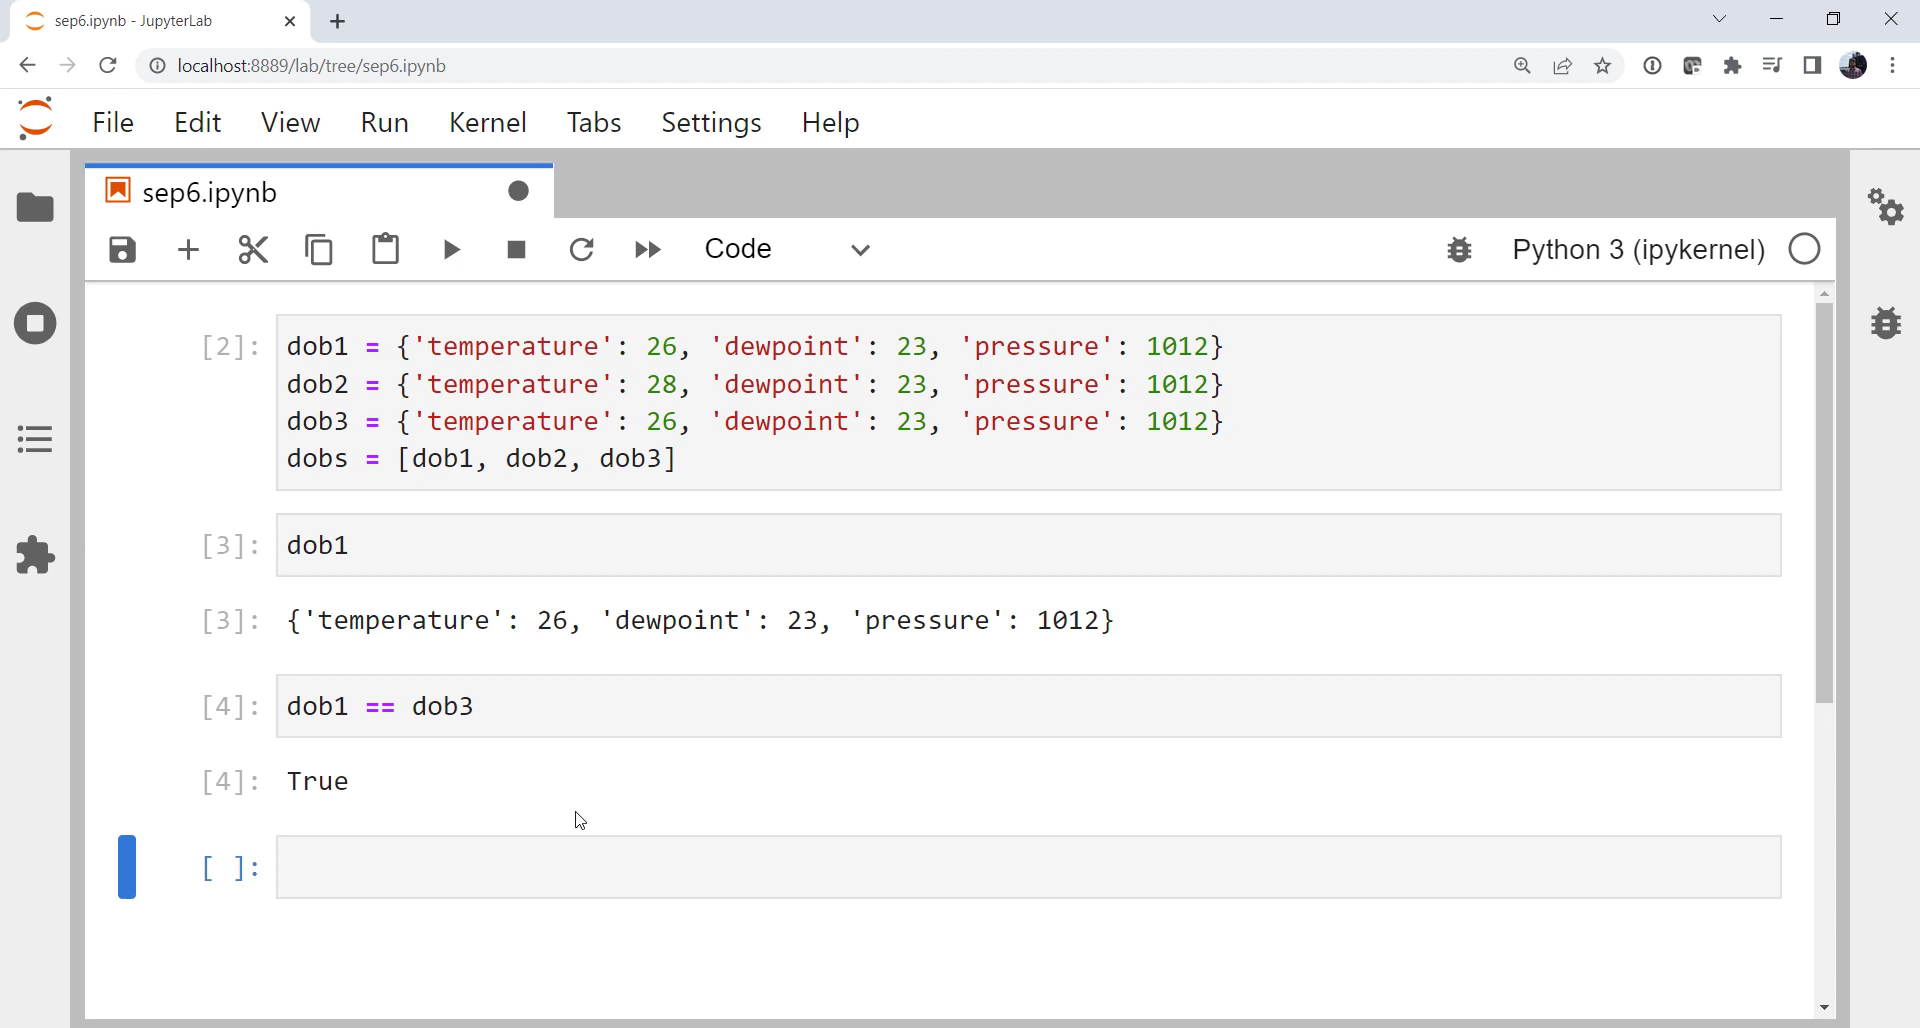 sep6.ipynb - JupyterLab
localhost:8889/lab/tree/sep6.ipynb
File Edit View Run Kernel Tabs Settings Help
sep6.ipynb
Code
Python 3 (ipykernel)
[2]: dob1 = {'temperature': 26, 'dewpoint': 23, 'pressure': 1012}
dob2 = {'temperature': 28, 'dewpoint': 23, 'pressure': 1012}
dob3 = {'temperature': 26, 'dewpoint': 23, 'pressure': 1012}
dobs = [dob1, dob2, dob3]
[3]: dob1
[3]: {'temperature': 26, 'dewpoint': 23, 'pressure': 1012}
[4]: dob1 == dob3
[4]: True
[ ]: